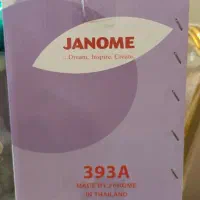 JANOME
Dream, Inspire, Create
393A
MADE BY JANOME
IN THAILAND